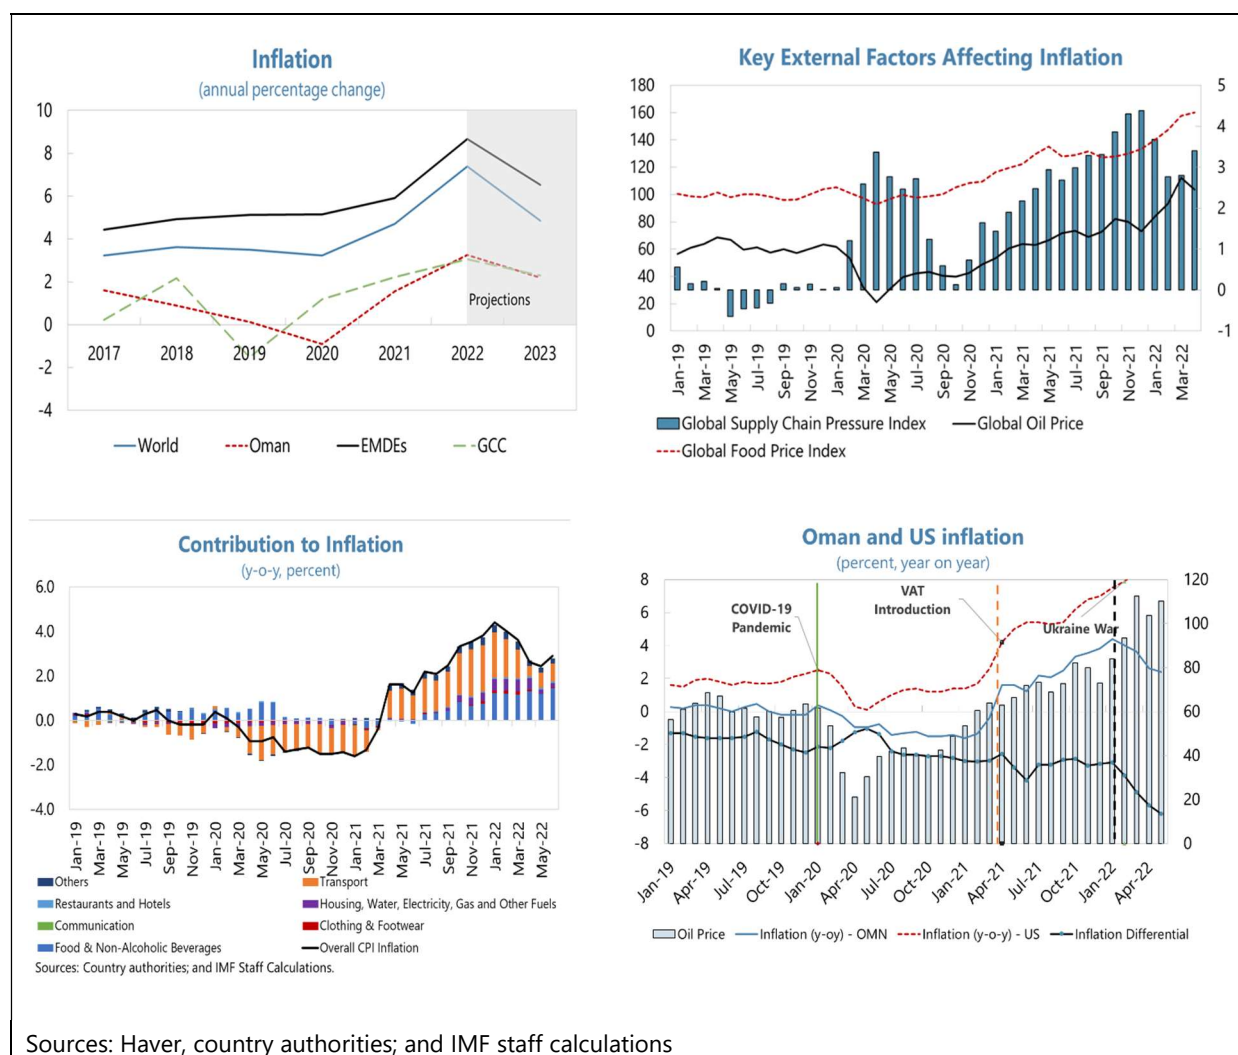 Inflation
(annual percentage change)
10
8
6
4
2
0
-2
-4
2017 2018 2019 2020 2021 2022 2023
Projections
World Oman EMDEs GCC
Key External Factors Affecting Inflation
180
160
140
120
100
80
60
40
20
0
5
4
3
2
1
0
-1
Jan-19 Mar-19 May-19 Jul-19 Sep-19 Nov-19 Jan-20 Mar-20 May-20 Jul-20 Sep-20 Nov-20 Jan-21 Mar-21 May-21 Jul-21 Sep-21 Nov-21 Jan-22 Mar-22
Global Supply Chain Pressure Index Global Oil Price
Global Food Price Index
Contribution to Inflation
(y-o-y, percent)
6.0
4.0
2.0
0.0
-2.0
-4.0
Jan-19 Mar-19 May-19 Jul-19 Sep-19 Nov-19 Jan-20 Mar-20 May-20 Jul-20 Sep-20 Nov-20 Jan-21 Mar-21 May-21 Jul-21 Sep-21 Nov-21 Jan-22 Mar-22 May-22
Others Transport
Restaurants and Hotels Housing, Water, Electricity, Gas and Other Fuels
Communication Clothing & Footwear
Food & Non-Alcoholic Beverages Overall CPI Inflation
Sources: Country authorities; and IMF Staff Calculations.
Oman and US inflation
(percent, year on year)
8
6
4
2
0
-2
-4
-6
-8
120
100
80
60
40
20
0
COVID-19
Pandemic
VAT
Introduction
Ukraine War
Jan-19 Apr-19 Jul-19 Oct-19 Jan-20 Apr-20 Jul-20 Oct-20 Jan-21 Apr-21 Jul-21 Oct-21 Jan-22 Apr-22
Oil Price Inflation (y-oy) - OMN Inflation (y-o-y) - US Inflation Differential
Sources: Haver, country authorities; and IMF staff calculations